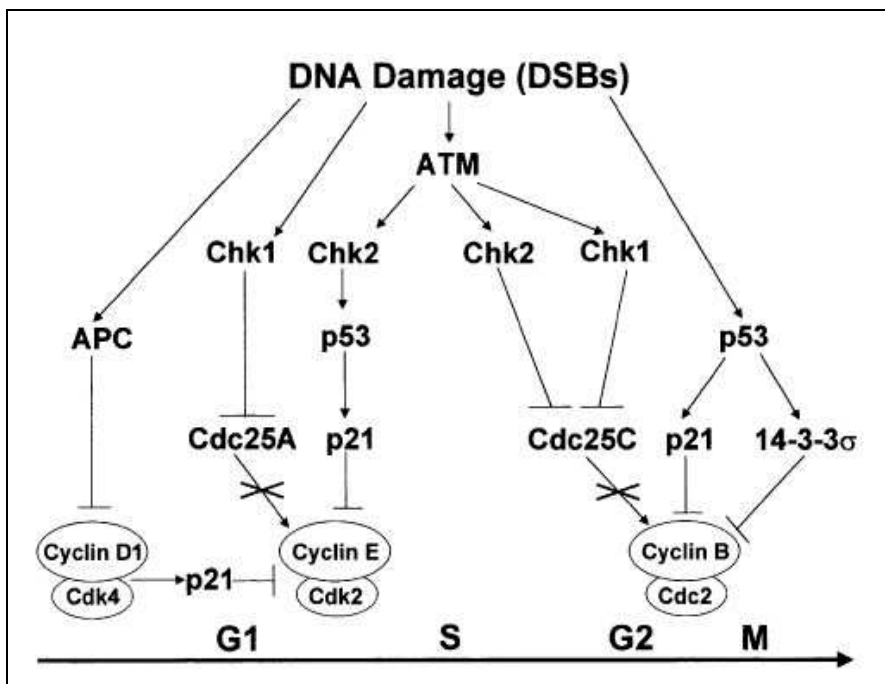 DNA Damage (DSBs)
ATM
Chk1 Chk2 Chk2 Chk1
APC p53 p53
Cdc25A p21 Cdc25C p21 14-3-3σ
Cyclin D1 Cyclin E Cyclin B
Cdk4 p21 Cdk2 Cdc2
G1 S G2 M